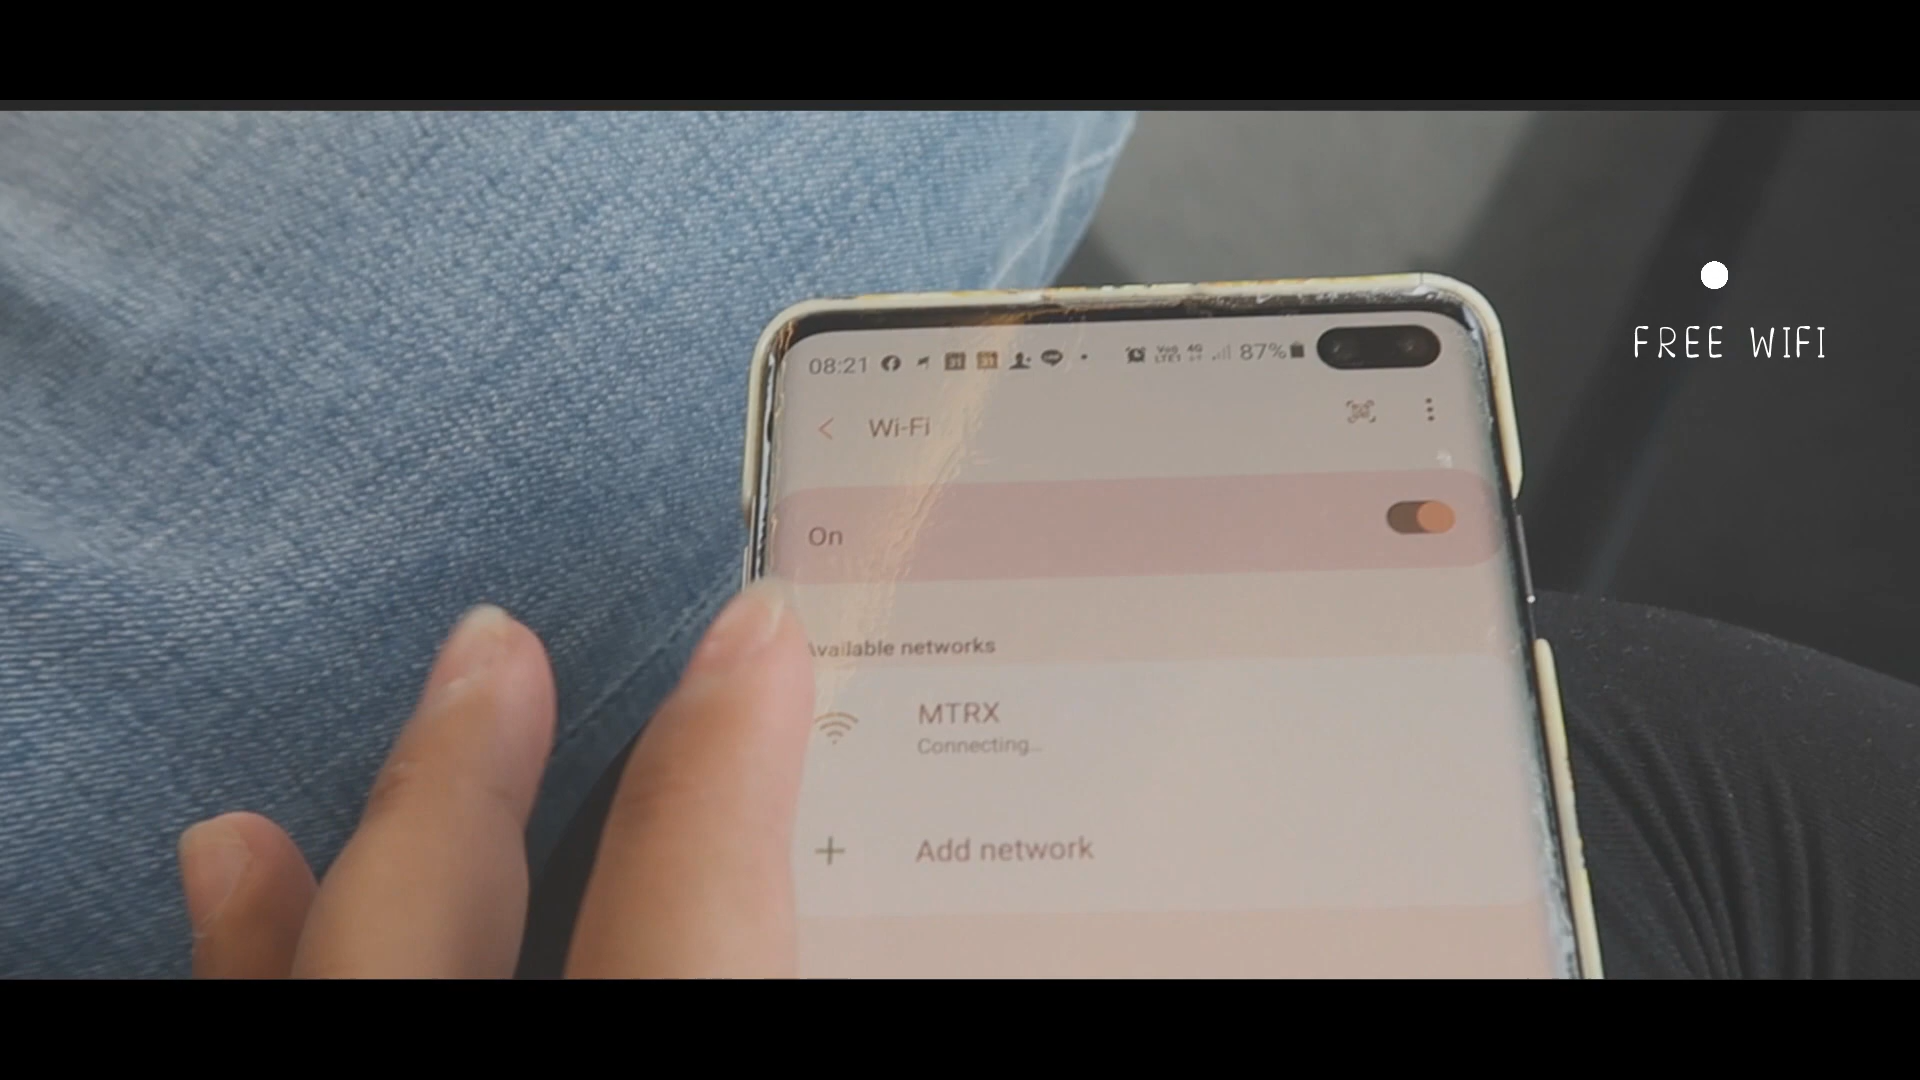 FREE WIFI
08:21
87%
Wi-Fi
On
Available networks
MTRX
Connecting...
Add network